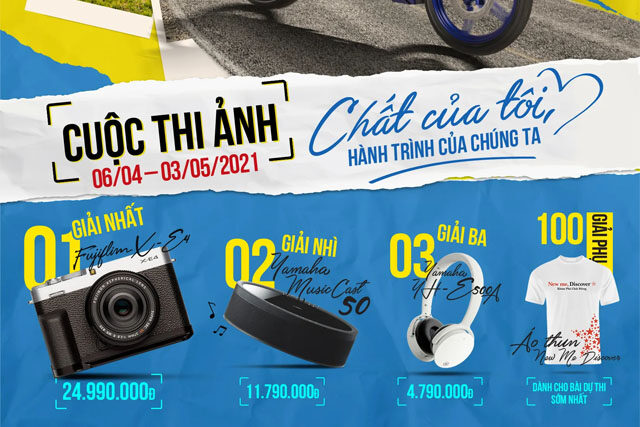 CUỘC THI ẢNH
06/04 – 03/05/2021
Chất của tôi,
HÀNH TRÌNH CỦA CHÚNG TA
01 GIẢI NHẤT
Fujifilm X-E4
X-E4
24.990.000Đ
02 GIẢI NHÌ
Yamaha
MusicCast
50
11.790.000Đ
03 GIẢI BA
Yamaha
YH-E500A
4.790.000Đ
100 GIẢI PHỤ
New me, Discover
Áo thun
New Me Discover
DÀNH CHO BÀI DỰ THI
SỚM NHẤT